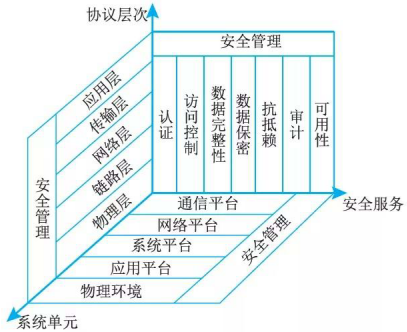 协议层次
安全管理
认证
访问控制
数据完整性
数据保密
抗抵赖
审计
可用性
应用层
传输层
网络层
链路层
物理层
安全管理
安全服务
通信平台
网络平台
系统平台
应用平台
物理环境
安全管理
系统单元